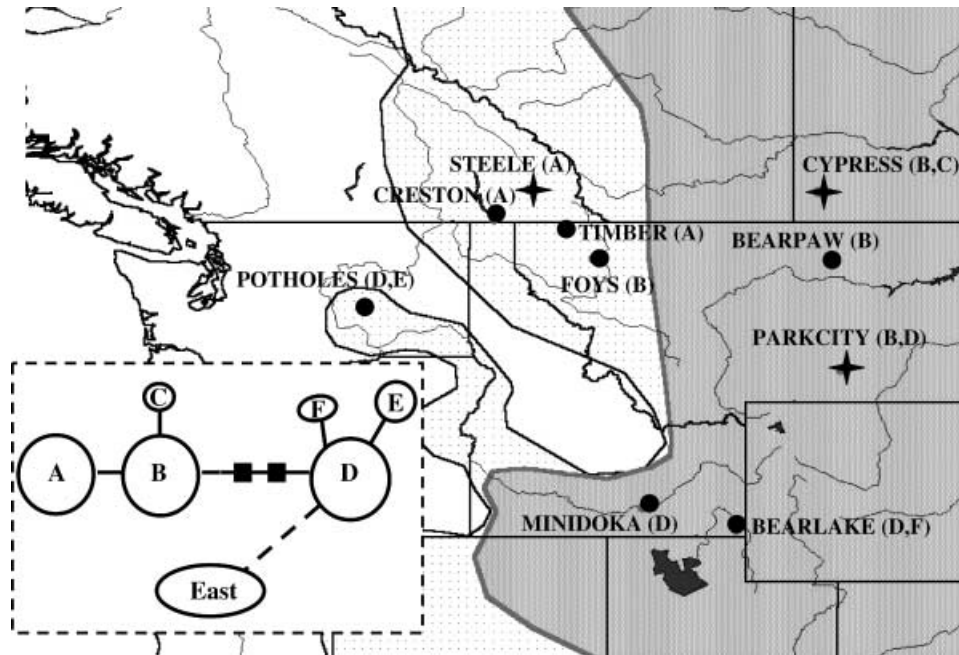 STEELE (A)
CYPRESS (B,C)
CRESTON (A)
TIMBER (A)
BEARPAW (B)
POTHOLES (D,E)
FOYS (B)
PARKCITY (B,D)
C
F
E
A
B
D
MINIDOKA (D)
BEARLAKE (D,F)
East